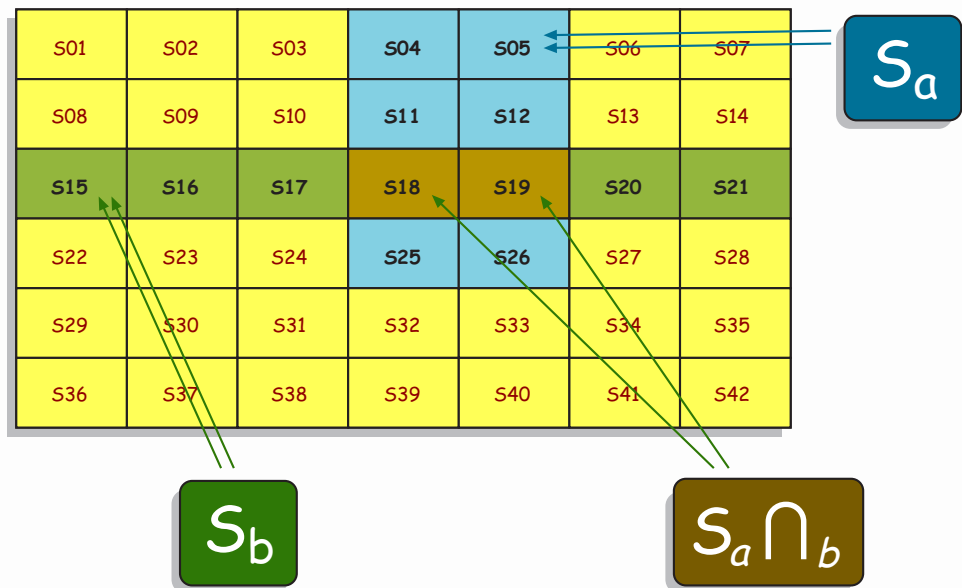 S01 S02 S03 S04 S05 S06 S07
S08 S09 S10 S11 S12 S13 S14
S15 S16 S17 S18 S19 S20 S21
S22 S23 S24 S25 S26 S27 S28
S29 S30 S31 S32 S33 S34 S35
S36 S37 S38 S39 S40 S41 S42
Sa
Sb
Sa⋂b